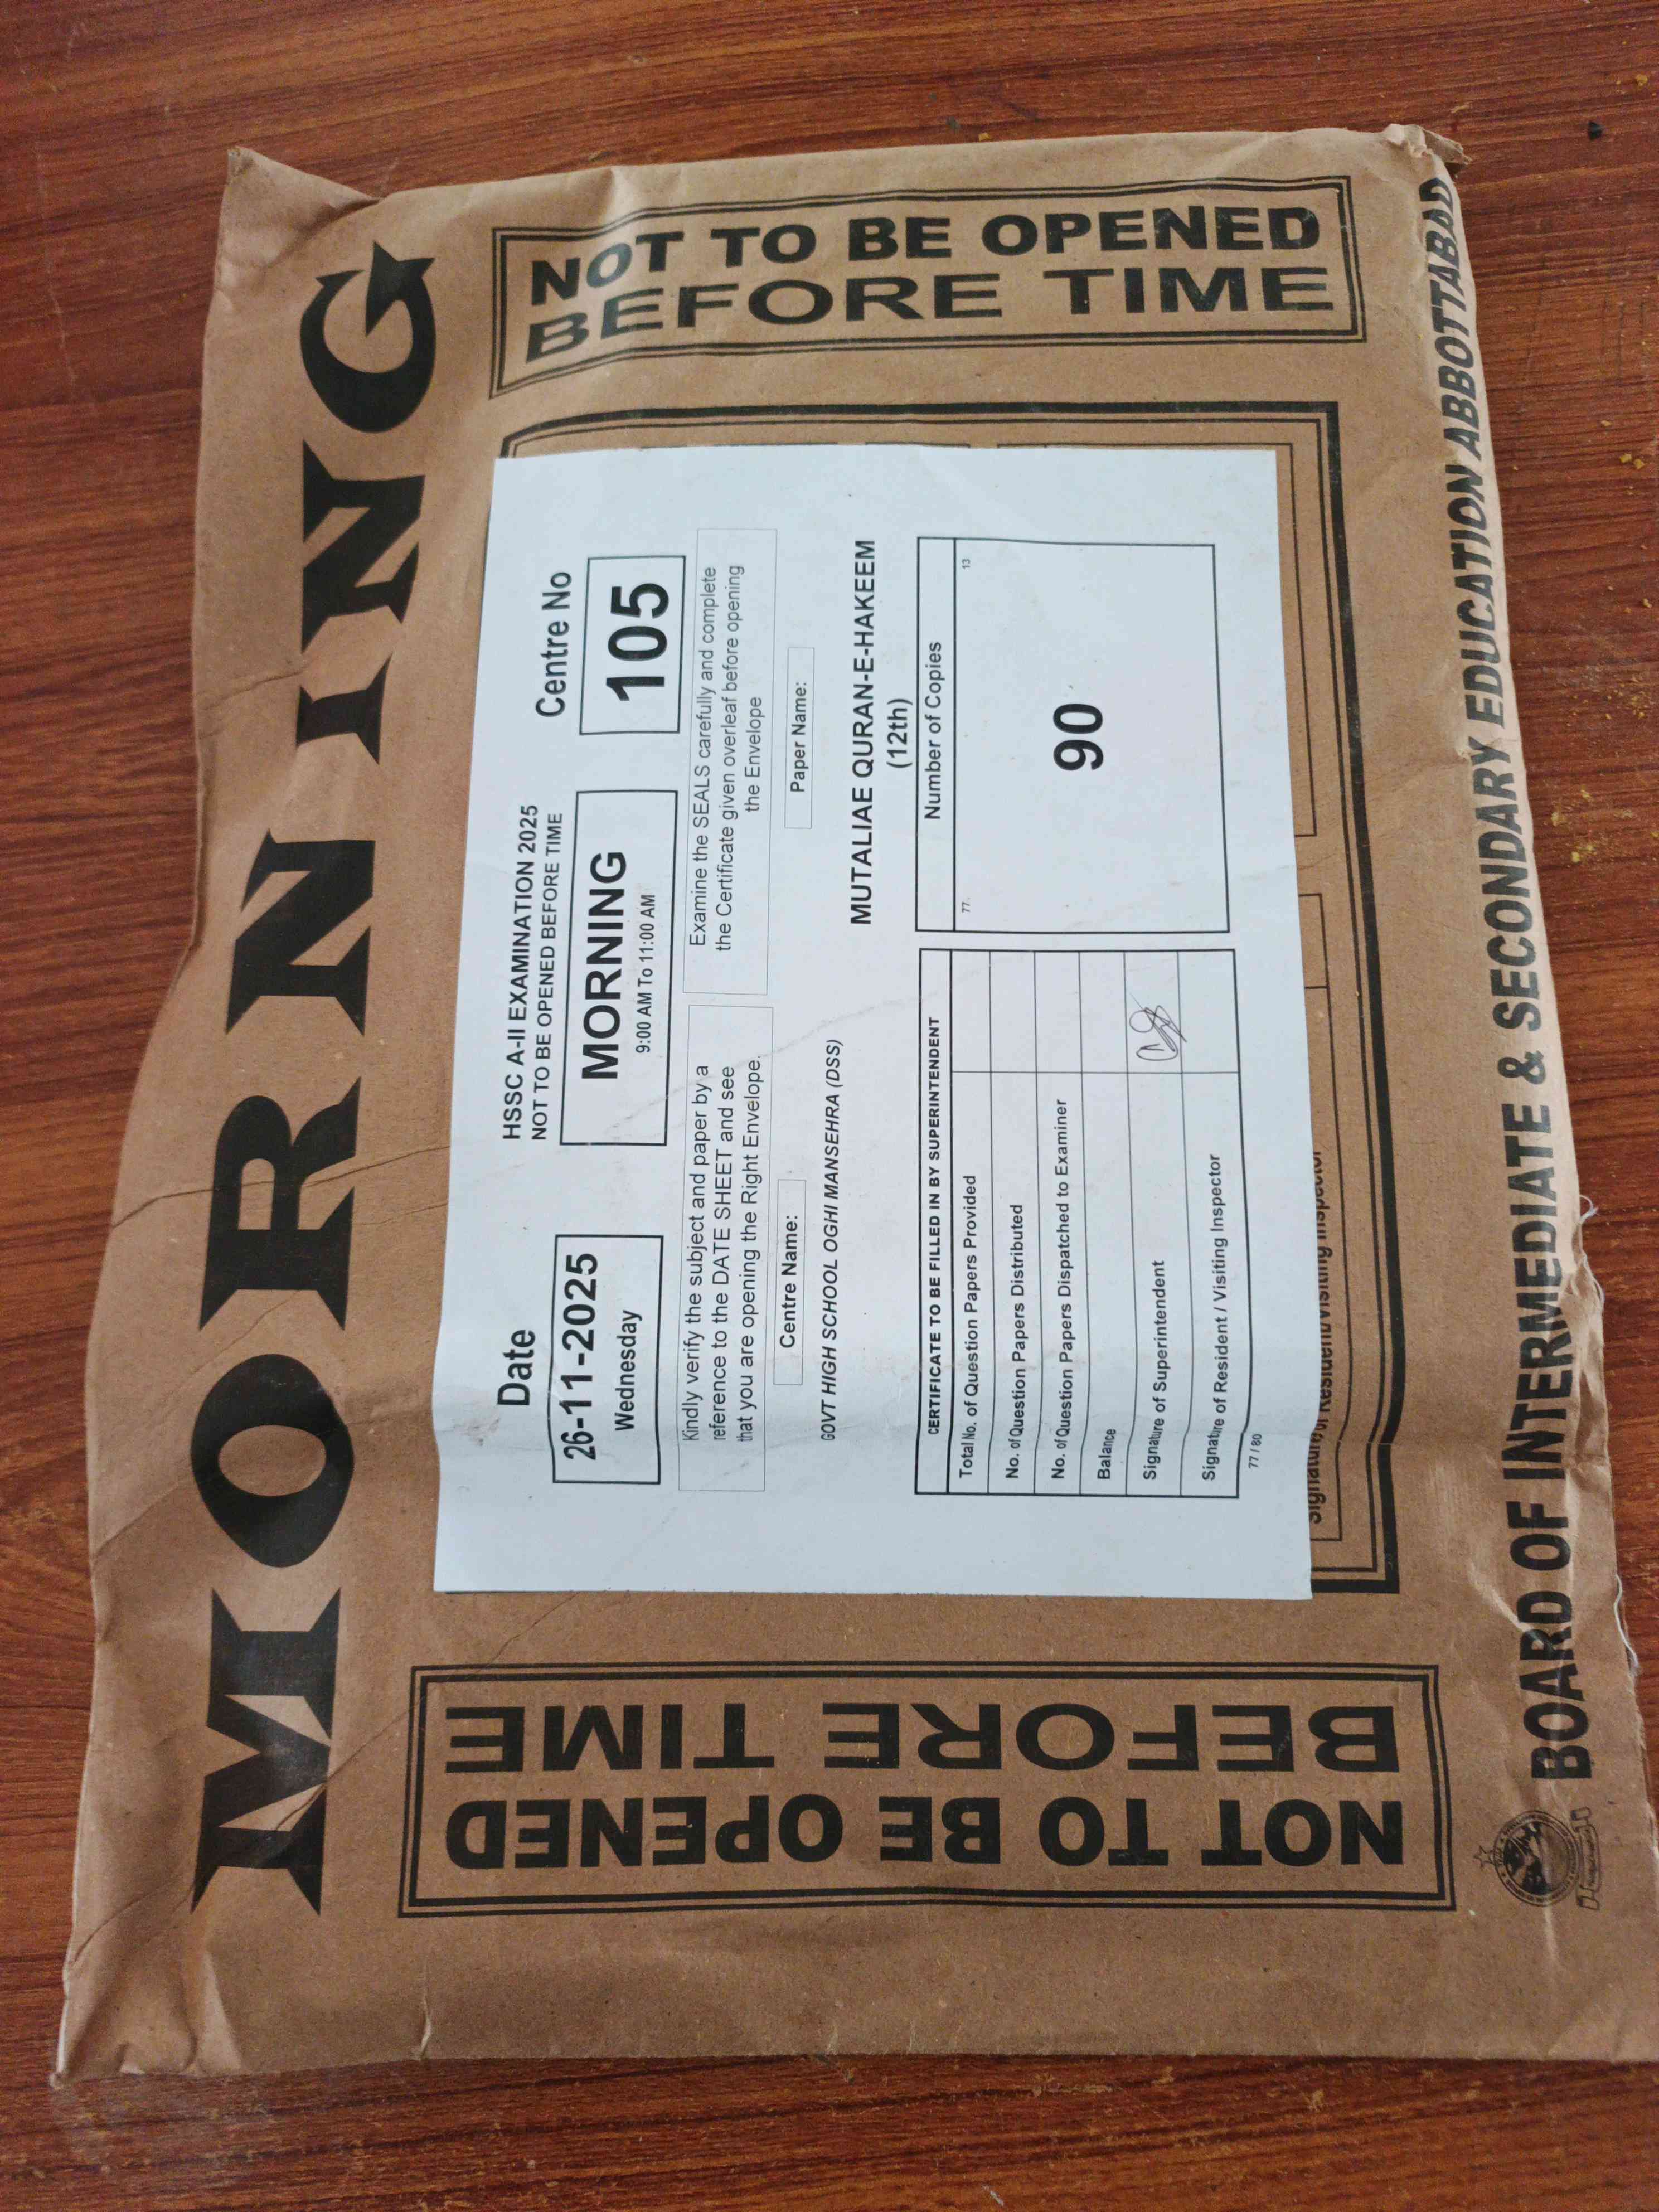 MORNING
NOT TO BE OPENED
BEFORE TIME
Date
26-11-2025
Wednesday
HSSC A-II EXAMINATION 2025
NOT TO BE OPENED BEFORE TIME
MORNING
9:00 AM To 11:00 AM
Centre No
105
Kindly verify the subject and paper by a
reference to the DATE SHEET and see
that you are opening the Right Envelope.
Examine the SEALS carefully and complete
the Certificate given overleaf before opening
the Envelope
Centre Name:
GOVT HIGH SCHOOL OGHI MANSEHRA (DSS)
Paper Name:
MUTALIAE QURAN-E-HAKEEM
(12th)
CERTIFICATE TO BE FILLED IN BY SUPERINTENDENT
Total No. of Question Papers Provided
No. of Question Papers Distributed
No. of Question Papers Dispatched to Examiner
Balance
Signature of Superintendent
Signature of Resident / Visiting Inspector
77 / 80
Number of Copies
77.
13
90
Signature of Resident/Visiting Inspector
NOT TO BE OPENED
BEFORE TIME
BOARD OF INTERMEDIATE & SECONDARY EDUCATION ABBOTTABAD